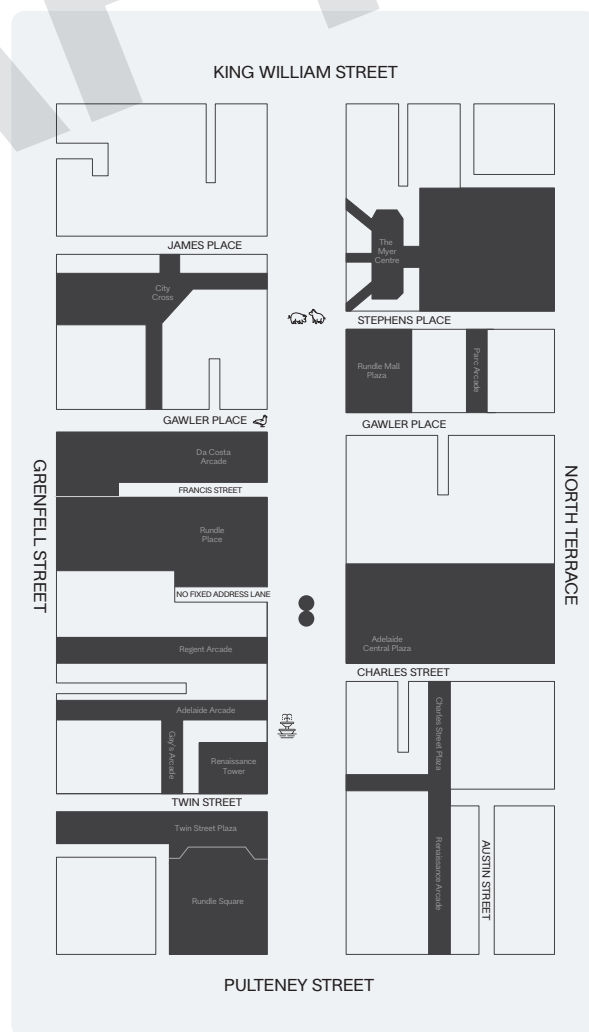 KING WILLIAM STREET
JAMES PLACE
The
Myer
Centre
City
Cross
STEPHENS PLACE
Rundle Mall
Plaza
Parc Arcade
GAWLER PLACE
GAWLER PLACE
Da Costa
Arcade
FRANCIS STREET
GRENFELL STREET
NORTH TERRACE
Rundle
Place
NO FIXED ADDRESS LANE
Regent Arcade
Adelaide
Central Plaza
CHARLES STREET
Adelaide Arcade
Gay's Arcade
Renaissance
Tower
Charles Street Plaza
TWIN STREET
Twin Street Plaza
Rundle Square
Renaissance Arcade
AUSTIN STREET
PULTENEY STREET